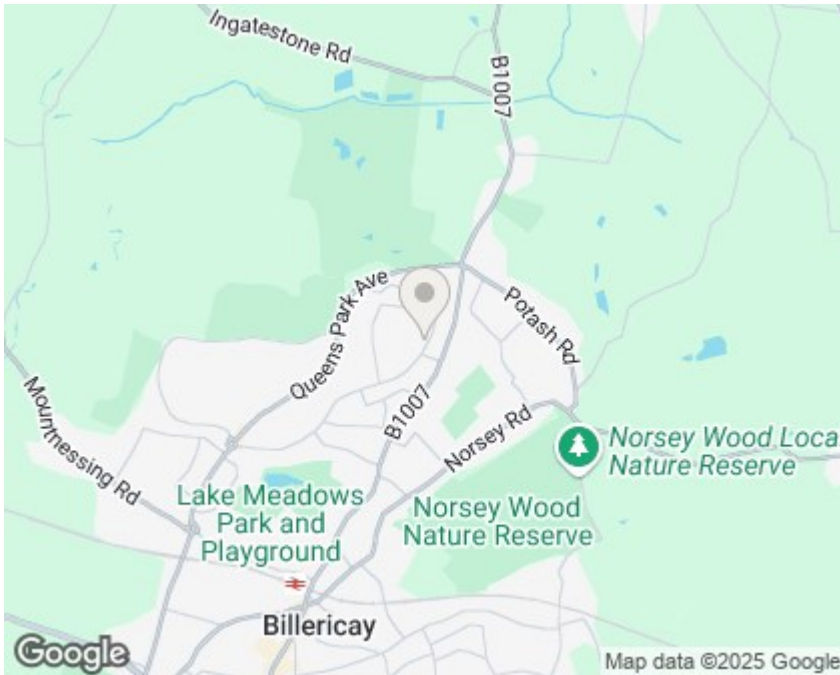 Ingatestone Rd
B1007
Queens Park Ave
Potash Rd
Mountnessing Rd
B1007
Norsey Rd
Norsey Wood Loca
Nature Reserve
Lake Meadows
Park and
Playground
Norsey Wood
Nature Reserve
Billericay
Google
Map data ©2025 Google